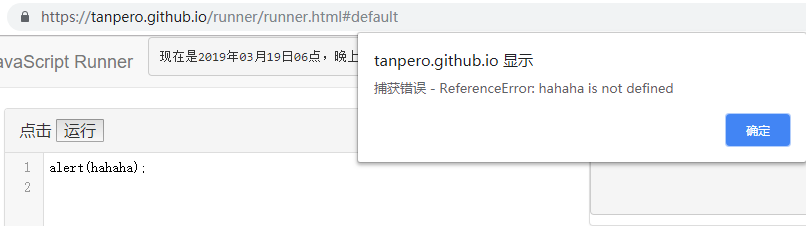 https://tanpero.github.io/runner/runner.html#default
avaScript Runner
现在是2019年03月19日06点，晚上
tanpero.github.io 显示
捕获错误 - ReferenceError: hahaha is not defined
确定
点击 运行
1 alert(hahaha);
2